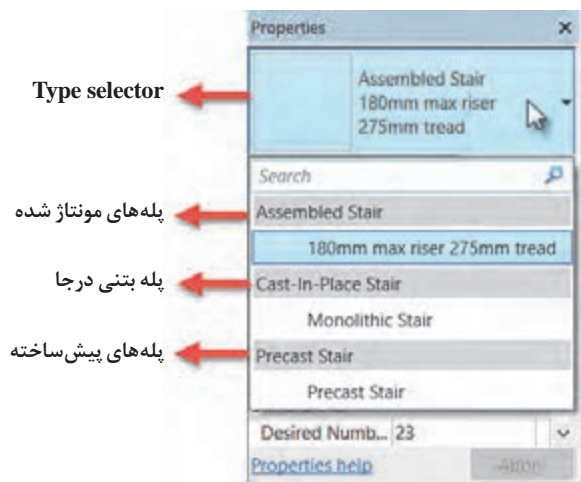 Properties
Type selector
Assembled Stair
180mm max riser
275mm tread
Search
پله‌های مونتاژ شده
Assembled Stair
180mm max riser 275mm tread
پله بتنی درجا
Cast-In-Place Stair
Monolithic Stair
پله‌های پیش‌ساخته
Precast Stair
Precast Stair
Desired Numb... 23
Properties help